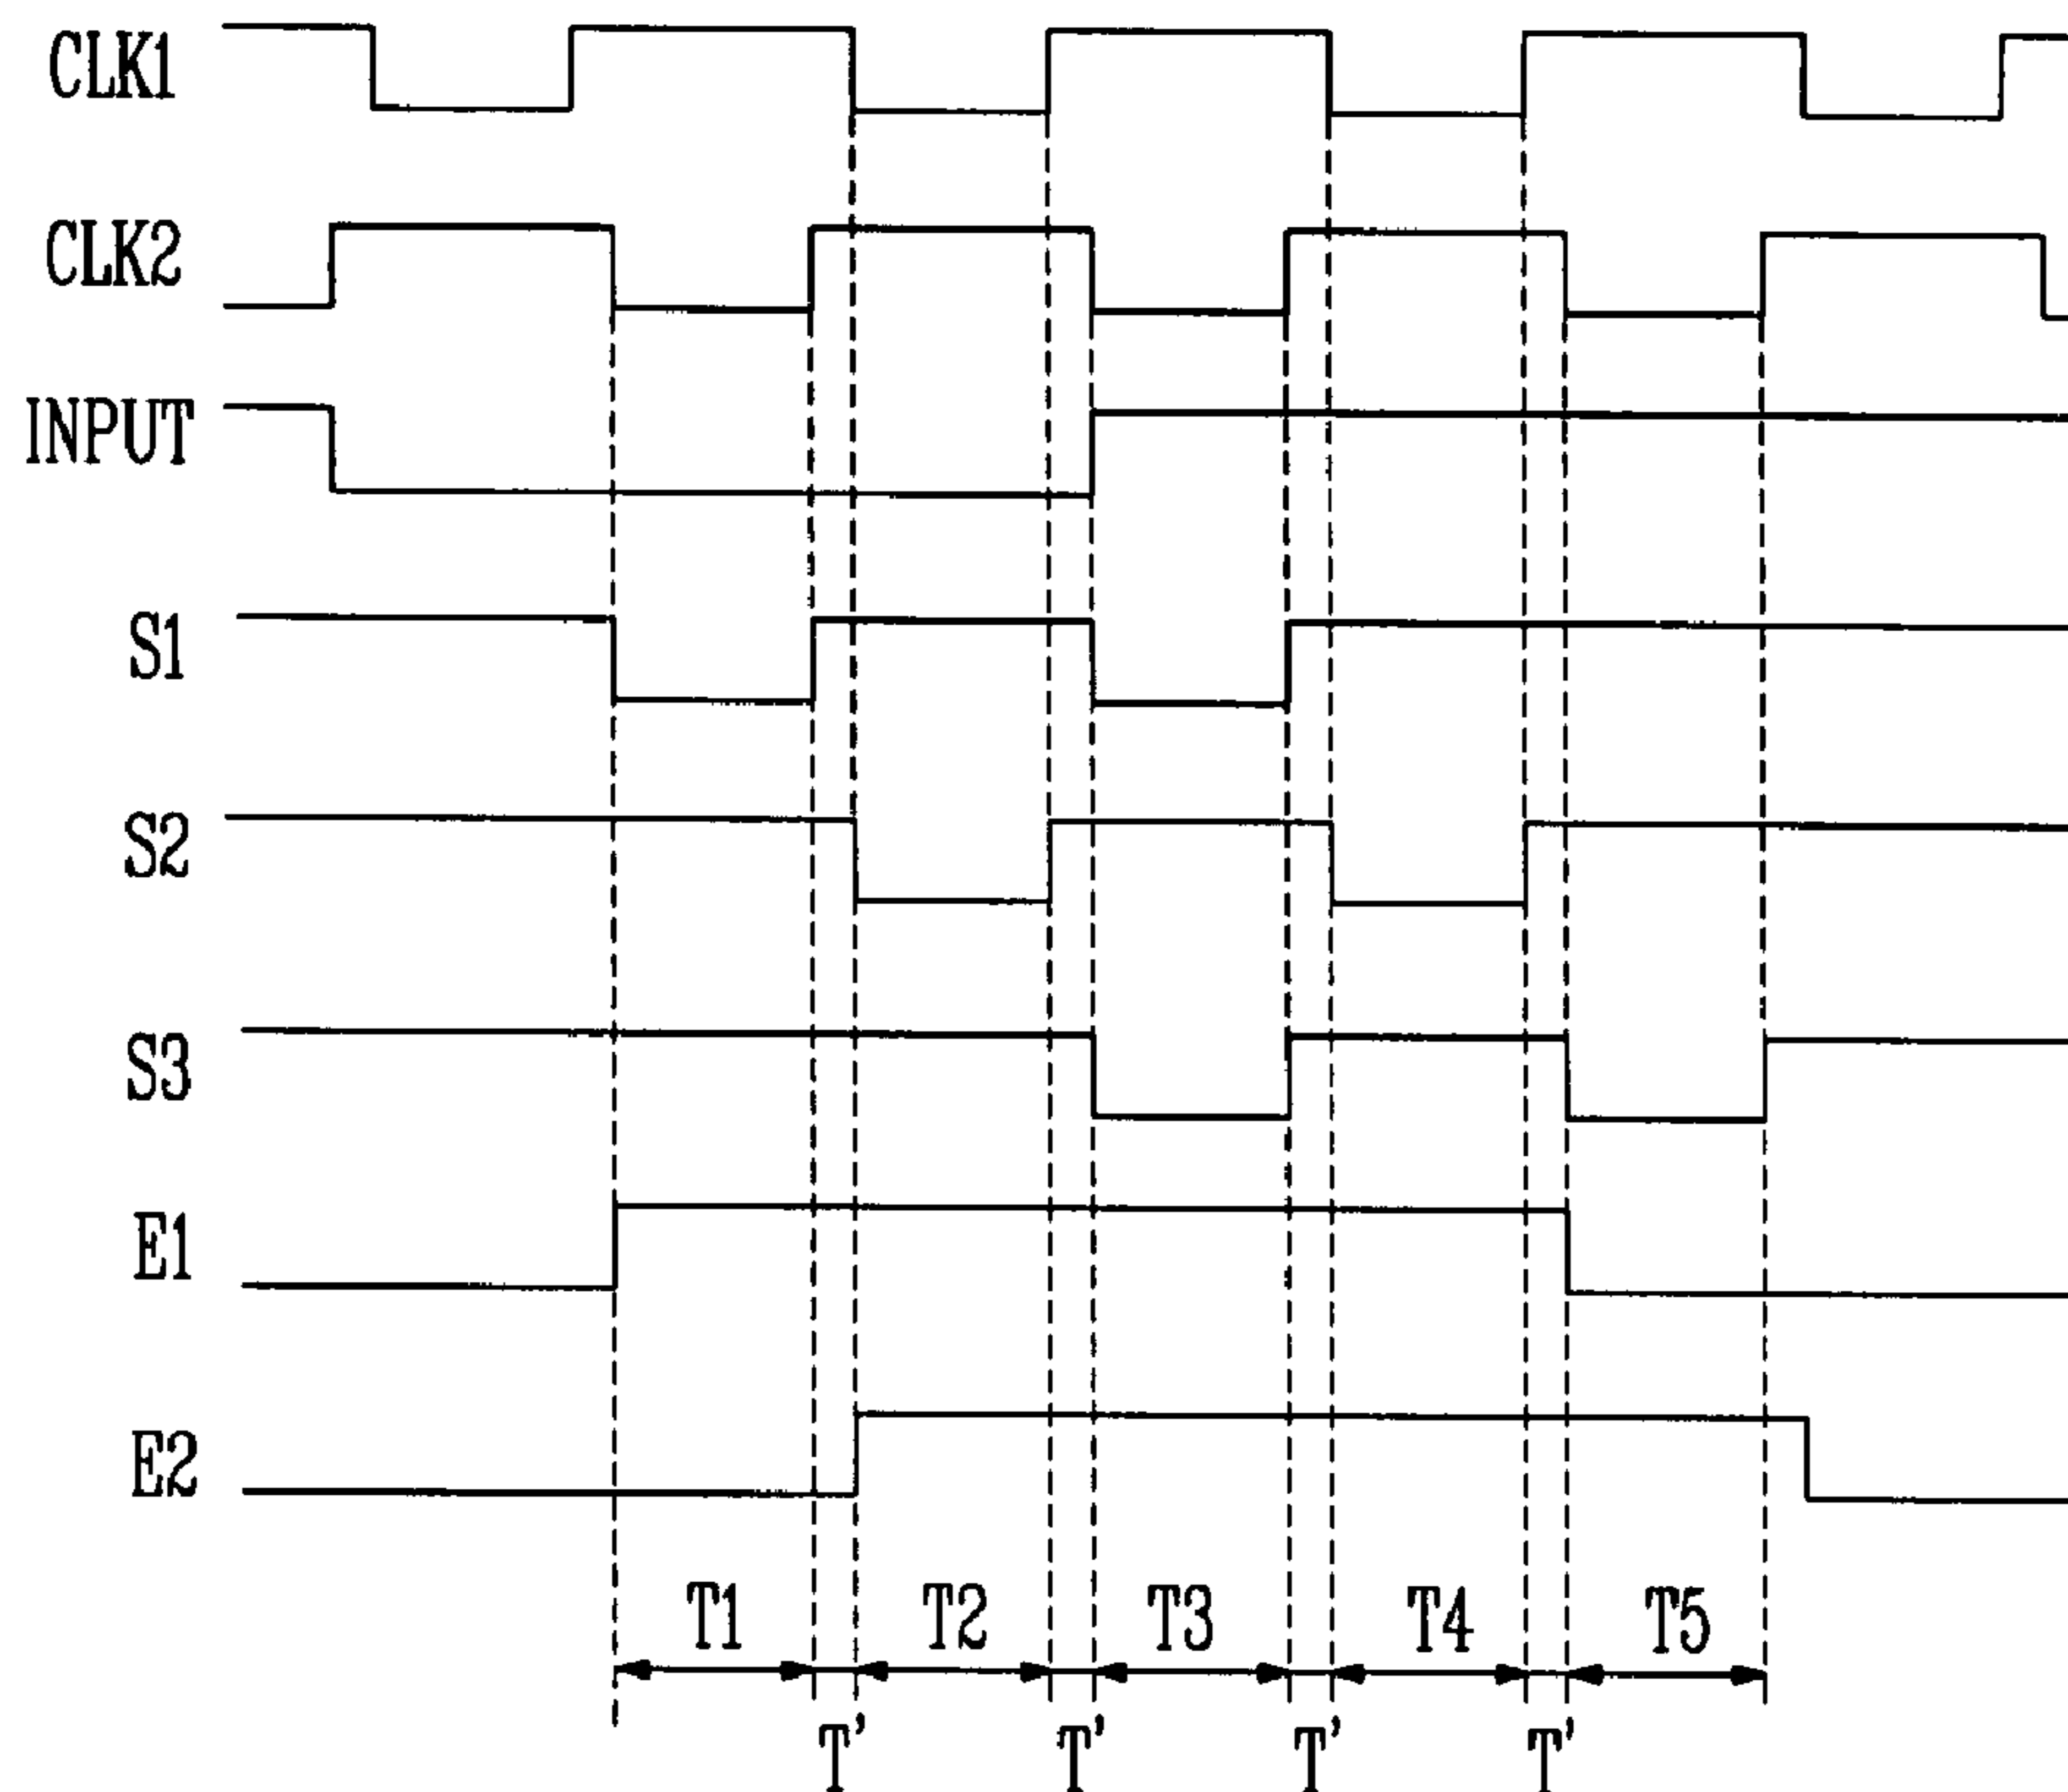 CLK1
CLK2
INPUT
S1
S2
S3
E1
E2
T1 T2 T3 T4 T5
T' T' T' T'